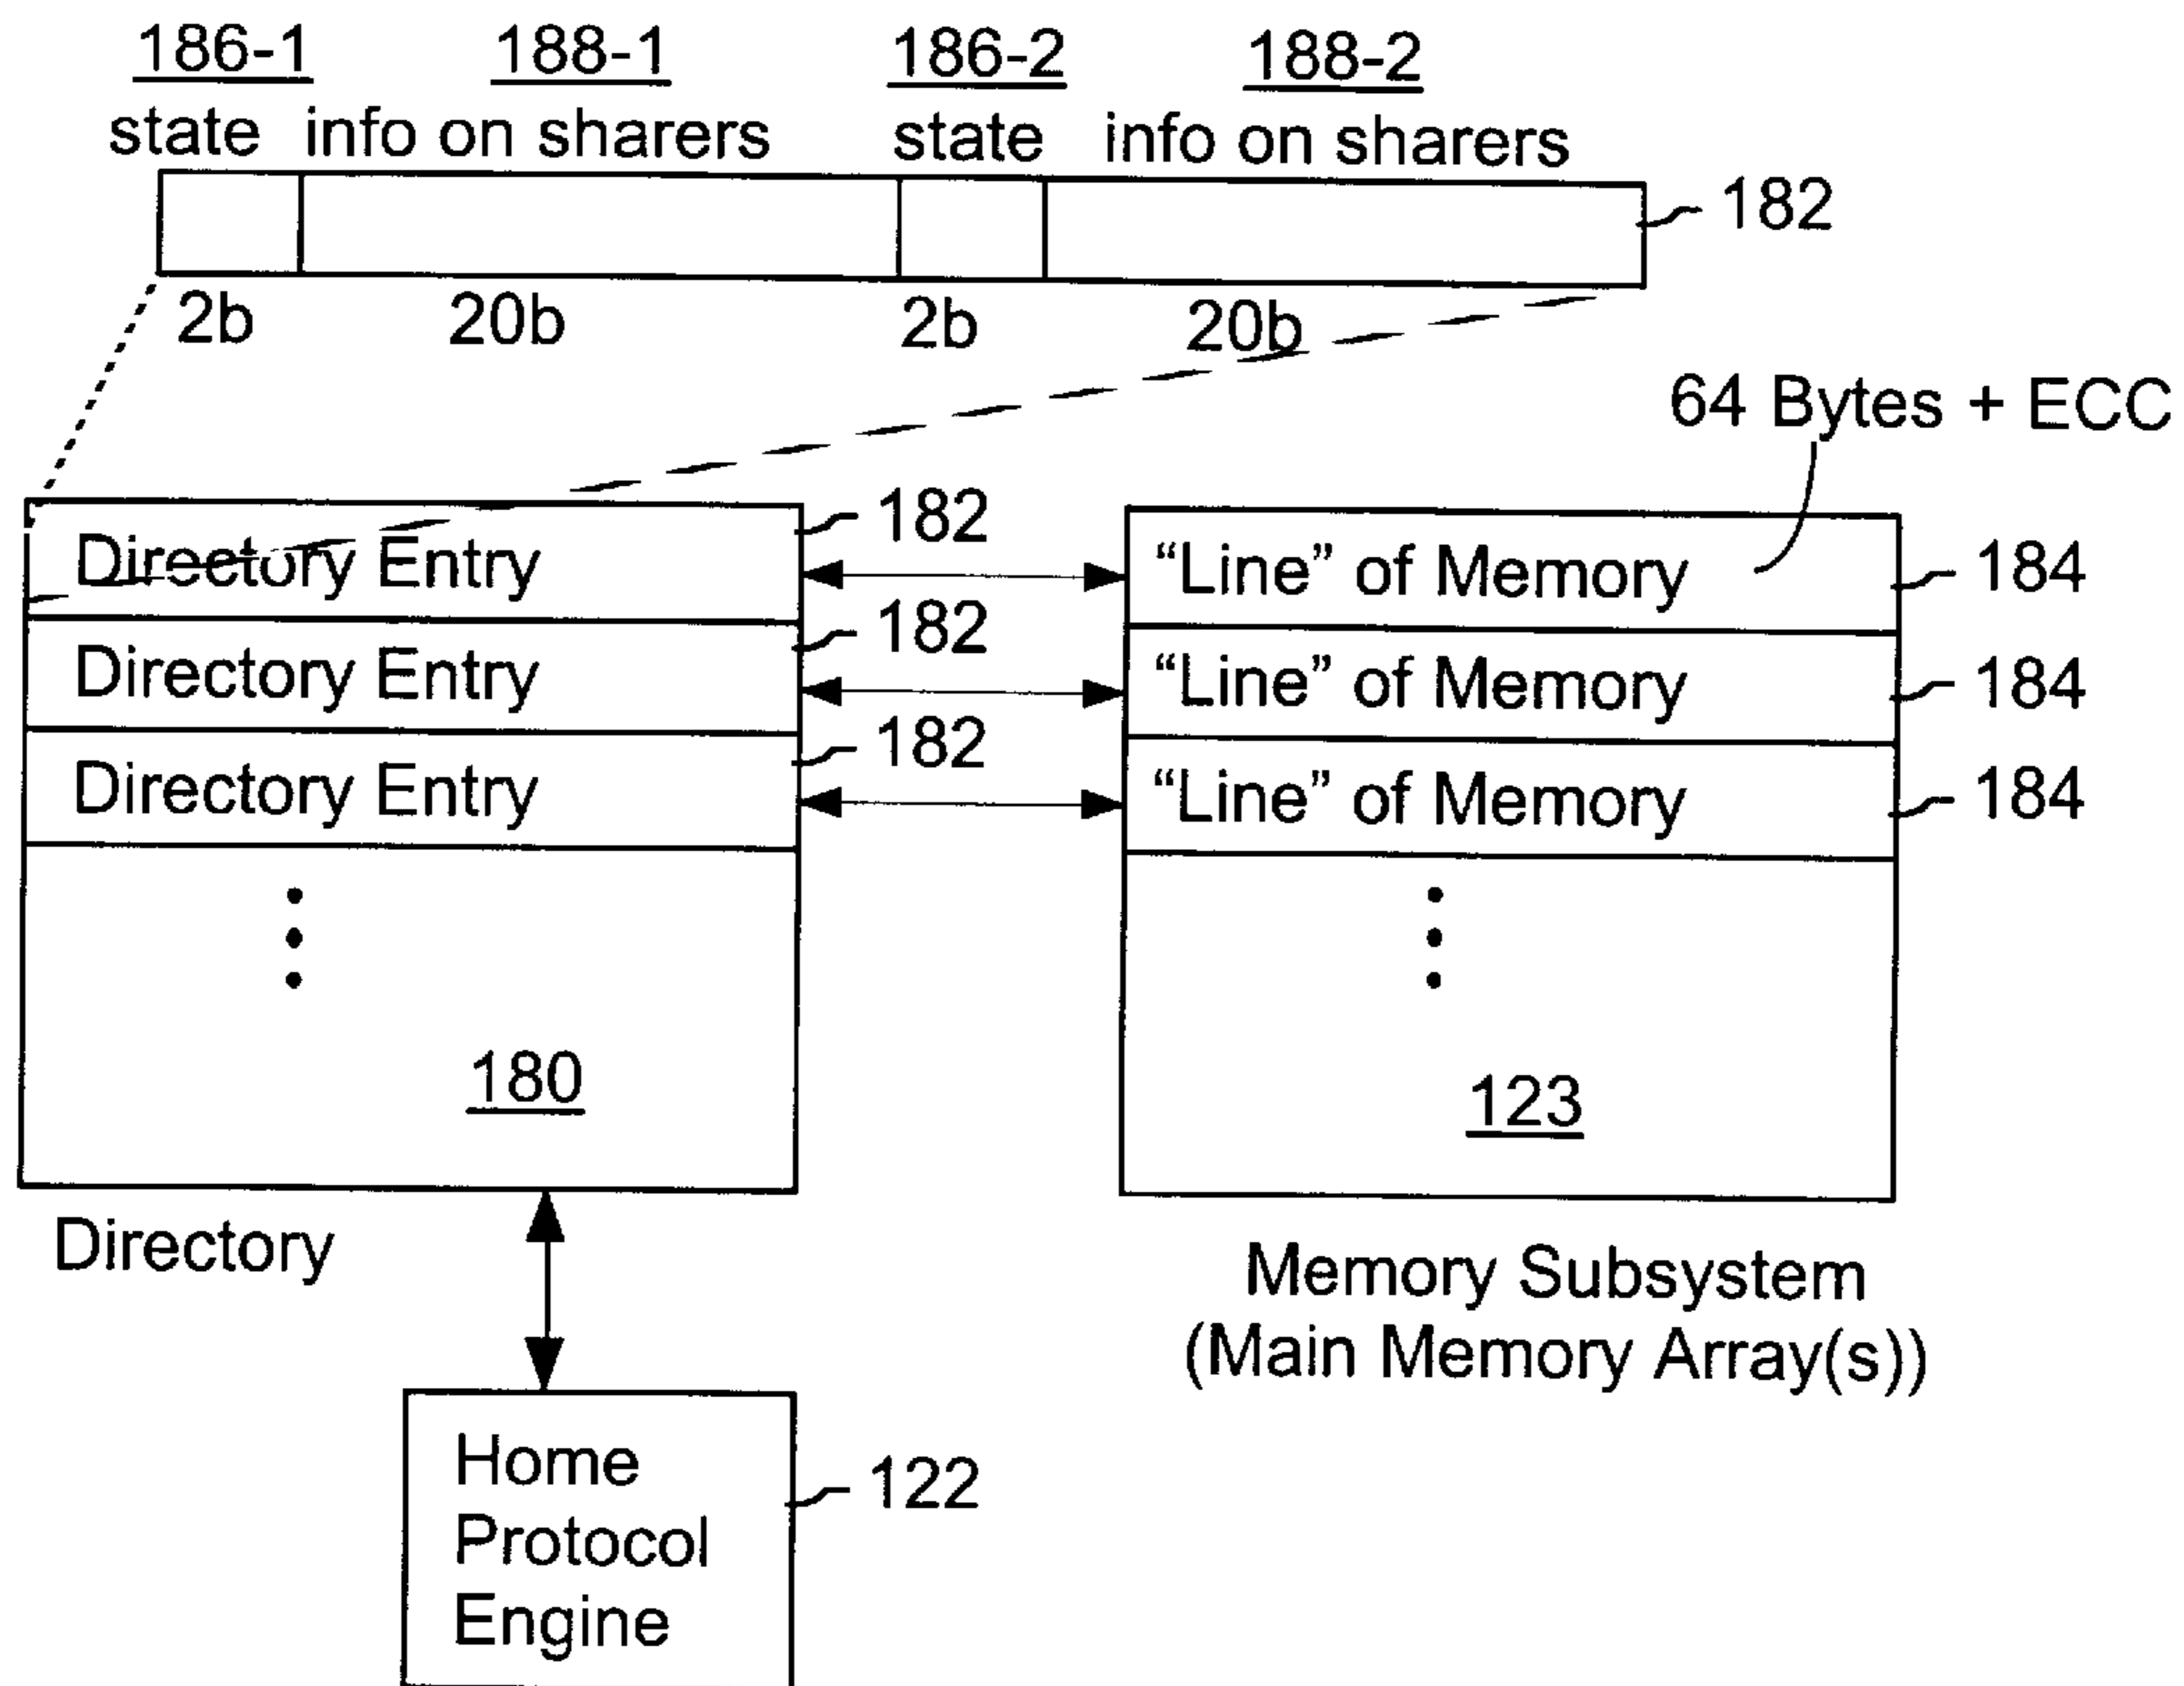 186-1 188-1 186-2 188-2
state info on sharers state info on sharers
182
2b 20b 2b 20b
64 Bytes + ECC
182
Directory Entry “Line” of Memory 184
182
Directory Entry “Line” of Memory 184
182
Directory Entry “Line” of Memory 184
180 123
Directory
Memory Subsystem
(Main Memory Array(s))
Home
Protocol
Engine
122